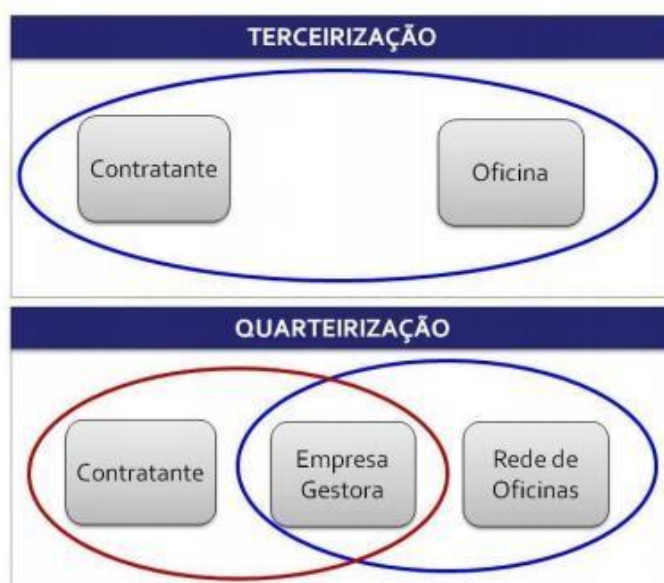 TERCEIRIZAÇÃO
Contratante
Oficina
QUARTEIRIZAÇÃO
Contratante
Empresa
Gestora
Rede de
Oficinas